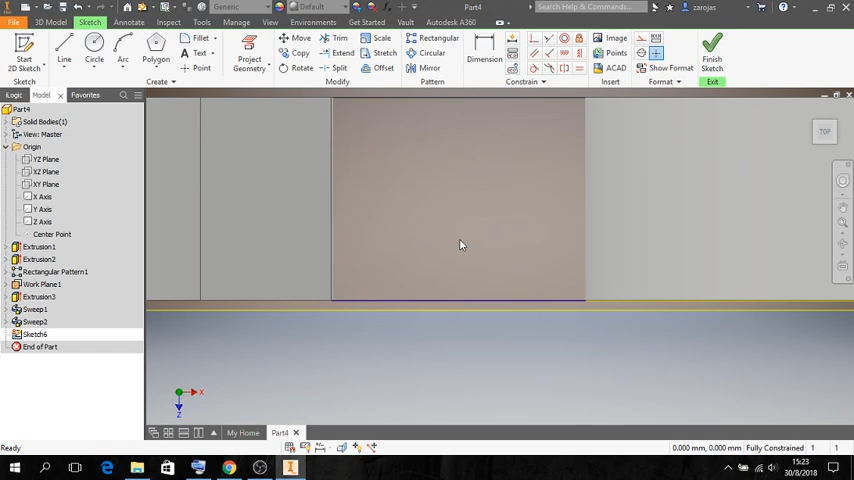 Generic
Default
Part4
Search Help & Commands...
zarojas
File
3D Model
Sketch
Annotate
Inspect
Tools
Manage
View
Environments
Get Started
Vault
Autodesk A360
Start
2D Sketch
Line
Circle
Arc
Polygon
Fillet
Text
Point
Project
Geometry
Move
Copy
Rotate
Trim
Extend
Split
Scale
Stretch
Offset
Rectangular
Circular
Mirror
Dimension
Image
Points
ACAD
Show Format
Finish
Sketch
Sketch
Create
Modify
Pattern
Constrain
Insert
Format
Exit
iLogic
Model
Favorites
Part4
Solid Bodies(1)
View: Master
Origin
YZ Plane
XZ Plane
XY Plane
X Axis
Y Axis
Z Axis
Center Point
Extrusion1
Extrusion2
Rectangular Pattern1
Work Plane1
Extrusion3
Sweep1
Sweep2
Sketch6
End of Part
TOP
X
Z
My Home
Part4
Ready
0.000 mm, 0.000 mm
Fully Constrained
1
1
15:23
30/8/2018